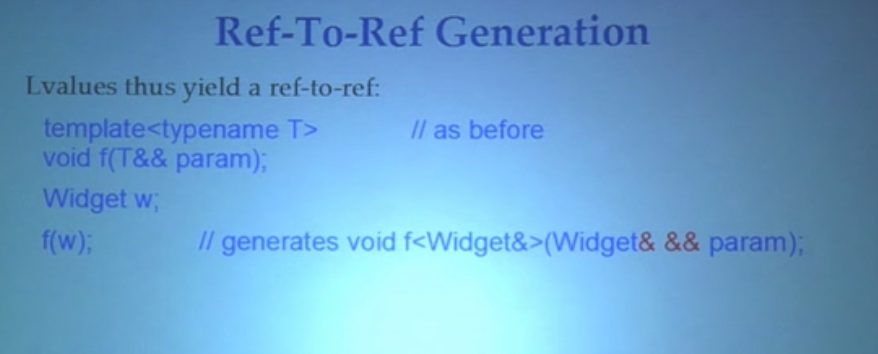 Ref-To-Ref Generation
Lvalues thus yield a ref-to-ref:
template<typename T> // as before
void f(T&& param);
Widget w;
f(w); // generates void f<Widget&>(Widget& && param);